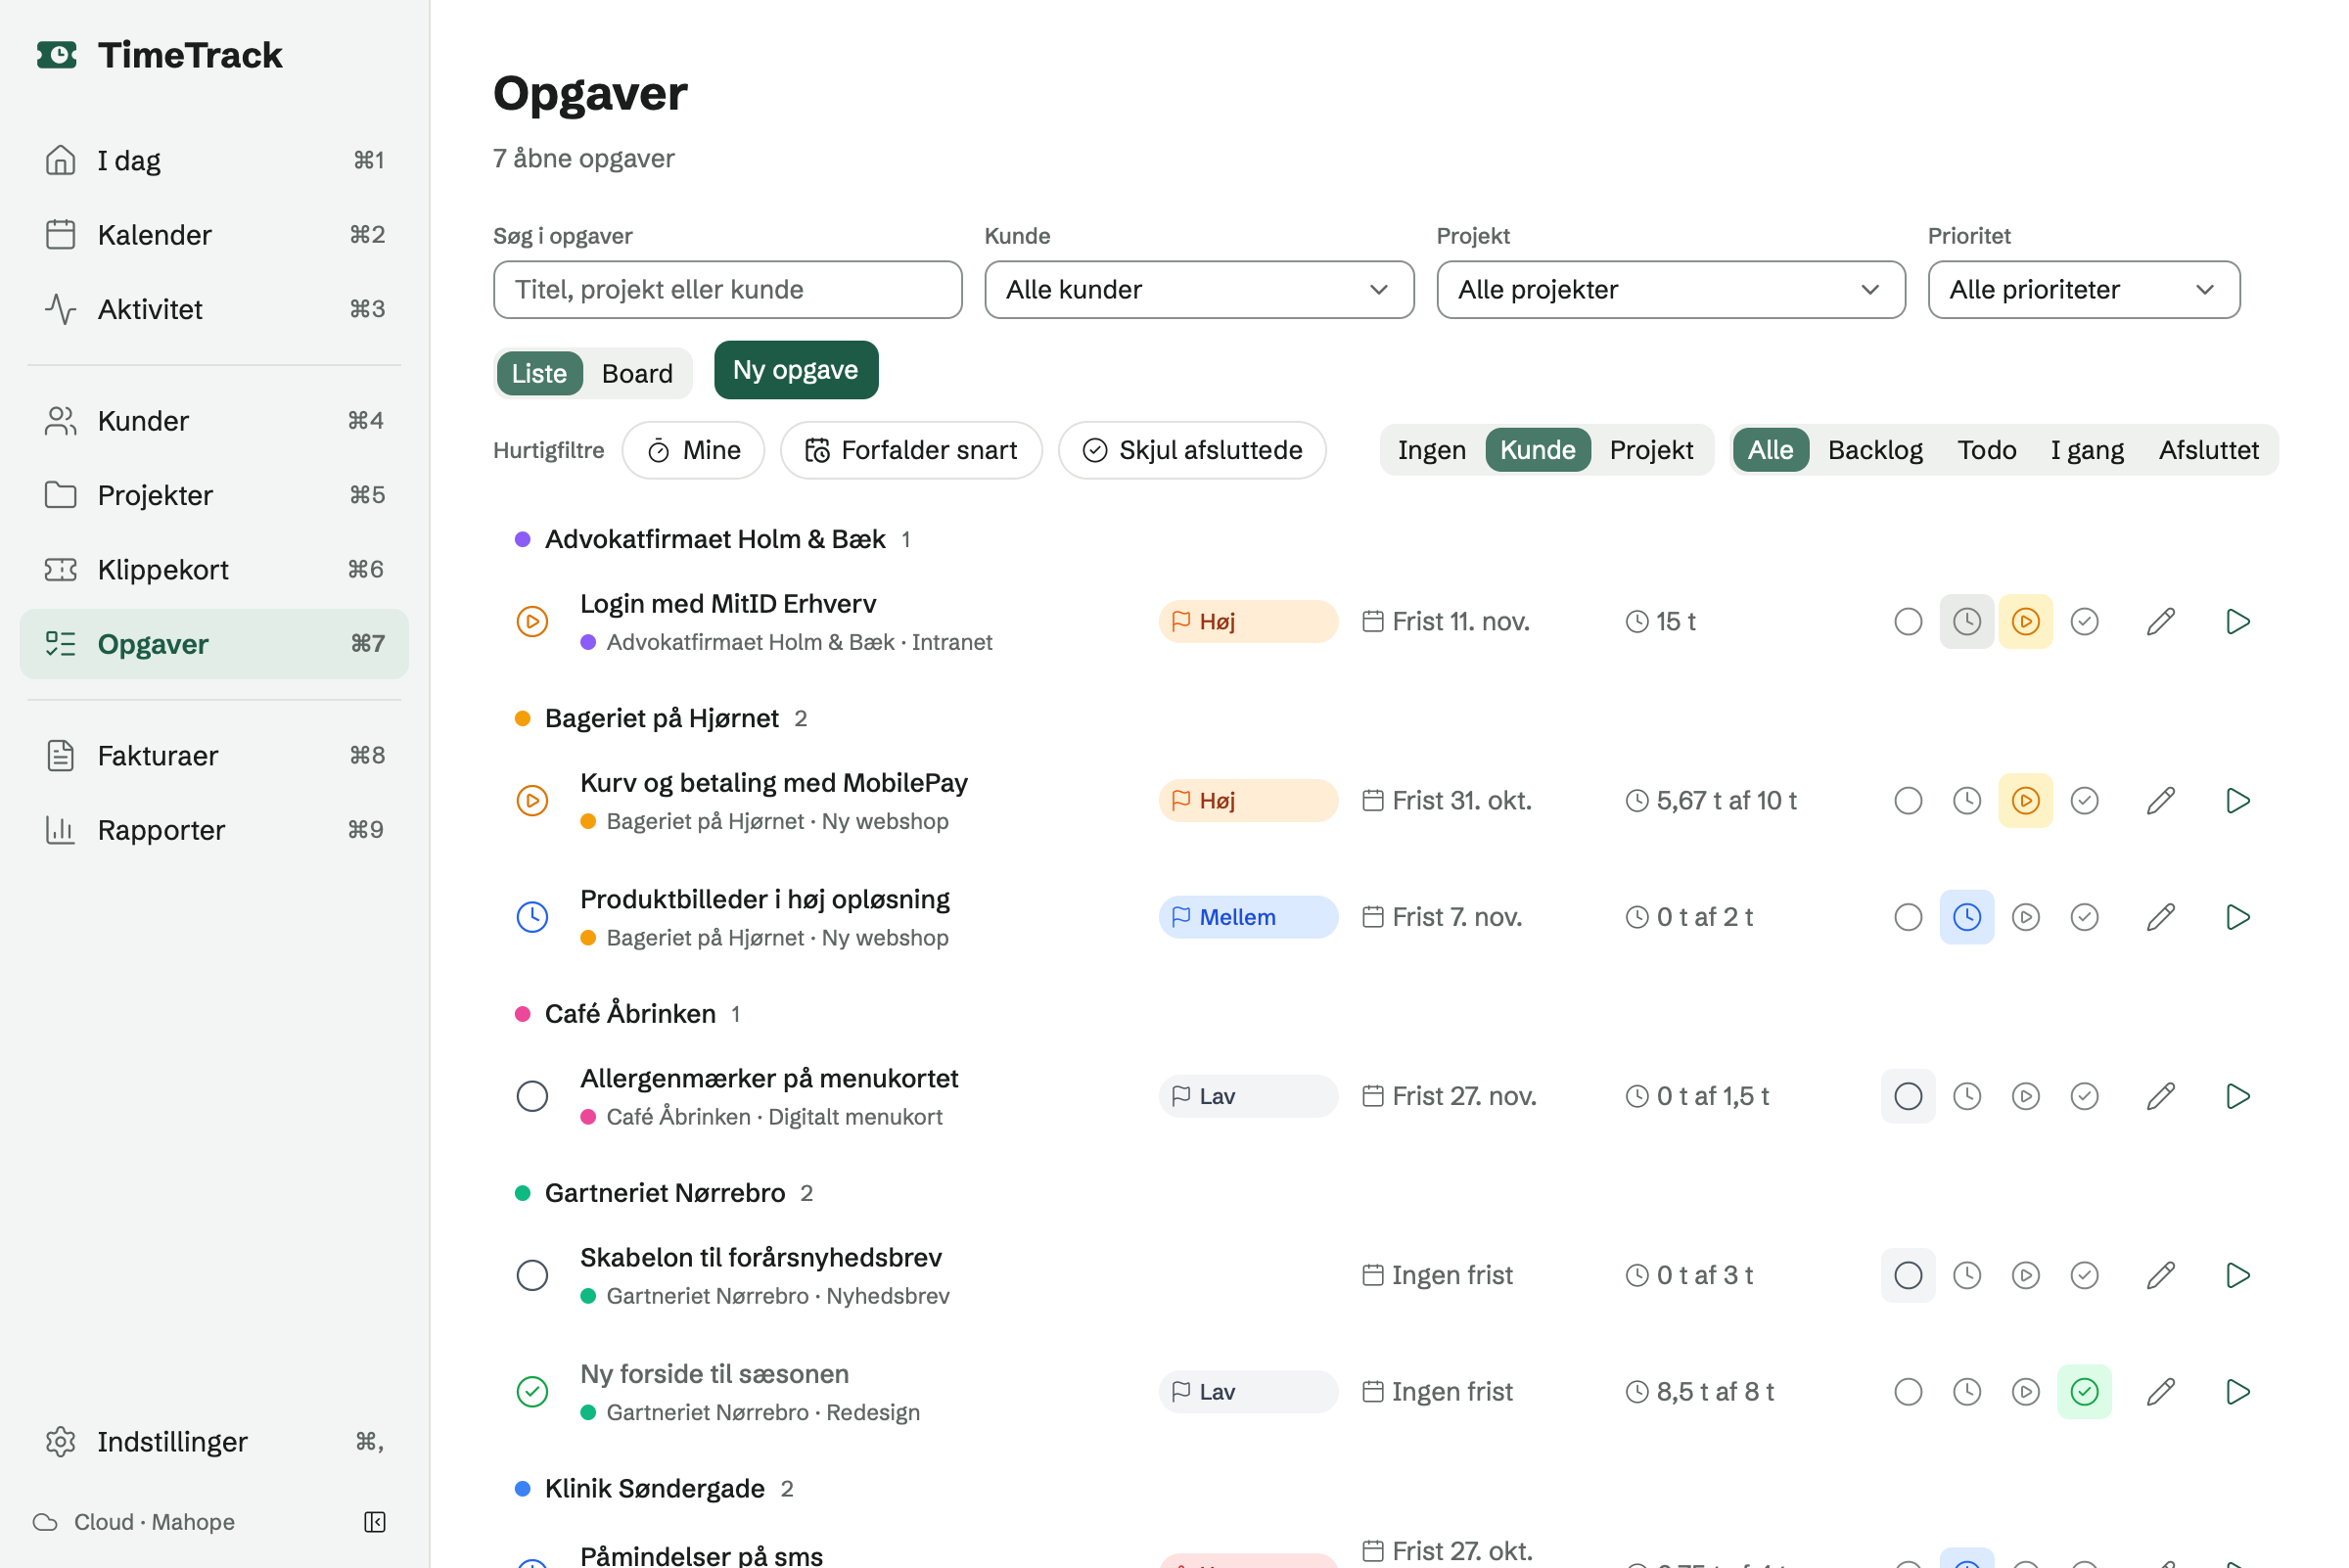 TimeTrack
I dag ⌘1
Kalender ⌘2
Aktivitet ⌘3
Kunder ⌘4
Projekter ⌘5
Klippekort ⌘6
Opgaver ⌘7
Fakturaer ⌘8
Rapporter ⌘9
Indstillinger ⌘,
Cloud · Mahope
Opgaver
7 åbne opgaver
Søg i opgaver Kunde Projekt Prioritet
Titel, projekt eller kunde Alle kunder Alle projekter Alle prioriteter
Liste Board Ny opgave
Hurtigfiltre Mine Forfalder snart Skjul afsluttede Ingen Kunde Projekt Alle Backlog Todo I gang Afsluttet
Advokatfirmaet Holm & Bæk 1
Login med MitID Erhverv
Advokatfirmaet Holm & Bæk · Intranet
Høj Frist 11. nov. 15 t
Bageriet på Hjørnet 2
Kurv og betaling med MobilePay
Bageriet på Hjørnet · Ny webshop
Høj Frist 31. okt. 5,67 t af 10 t
Produktbilleder i høj opløsning
Bageriet på Hjørnet · Ny webshop
Mellem Frist 7. nov. 0 t af 2 t
Café Åbrinken 1
Allergenmærker på menukortet
Café Åbrinken · Digitalt menukort
Lav Frist 27. nov. 0 t af 1,5 t
Gartneriet Nørrebro 2
Skabelon til forårsnyhedsbrev
Gartneriet Nørrebro · Nyhedsbrev
Ingen frist 0 t af 3 t
Ny forside til sæsonen
Gartneriet Nørrebro · Redesign
Lav Ingen frist 8,5 t af 8 t
Klinik Søndergade 2
Påmindelser på sms
Frist 27. okt.